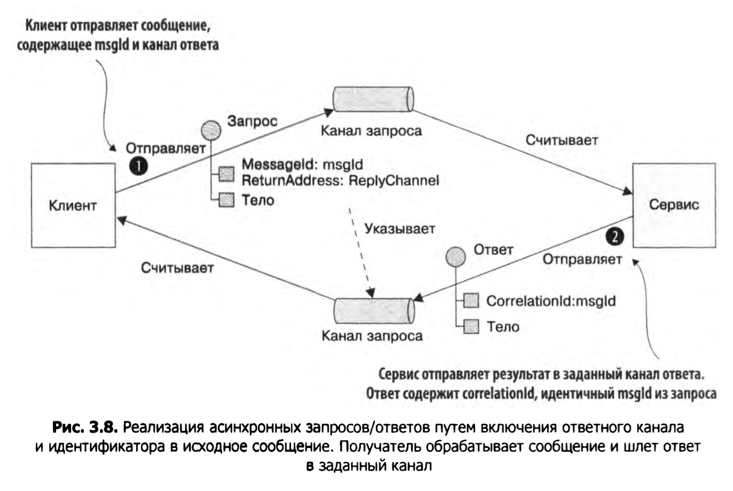 Клиент отправляет сообщение,
содержащее msgId и канал ответа
Запрос
Канал запроса
Отправляет
1
Считывает
MessageId: msgId
ReturnAddress: ReplyChannel
Тело
Клиент
Сервис
Указывает
2
Ответ
Отправляет
Считывает
CorrelationId:msgId
Тело
Канал запроса
Сервис отправляет результат в заданный канал ответа.
Ответ содержит correlationId, идентичный msgId из запроса
Рис. 3.8. Реализация асинхронных запросов/ответов путем включения ответного канала
и идентификатора в исходное сообщение. Получатель обрабатывает сообщение и шлет ответ
в заданный канал